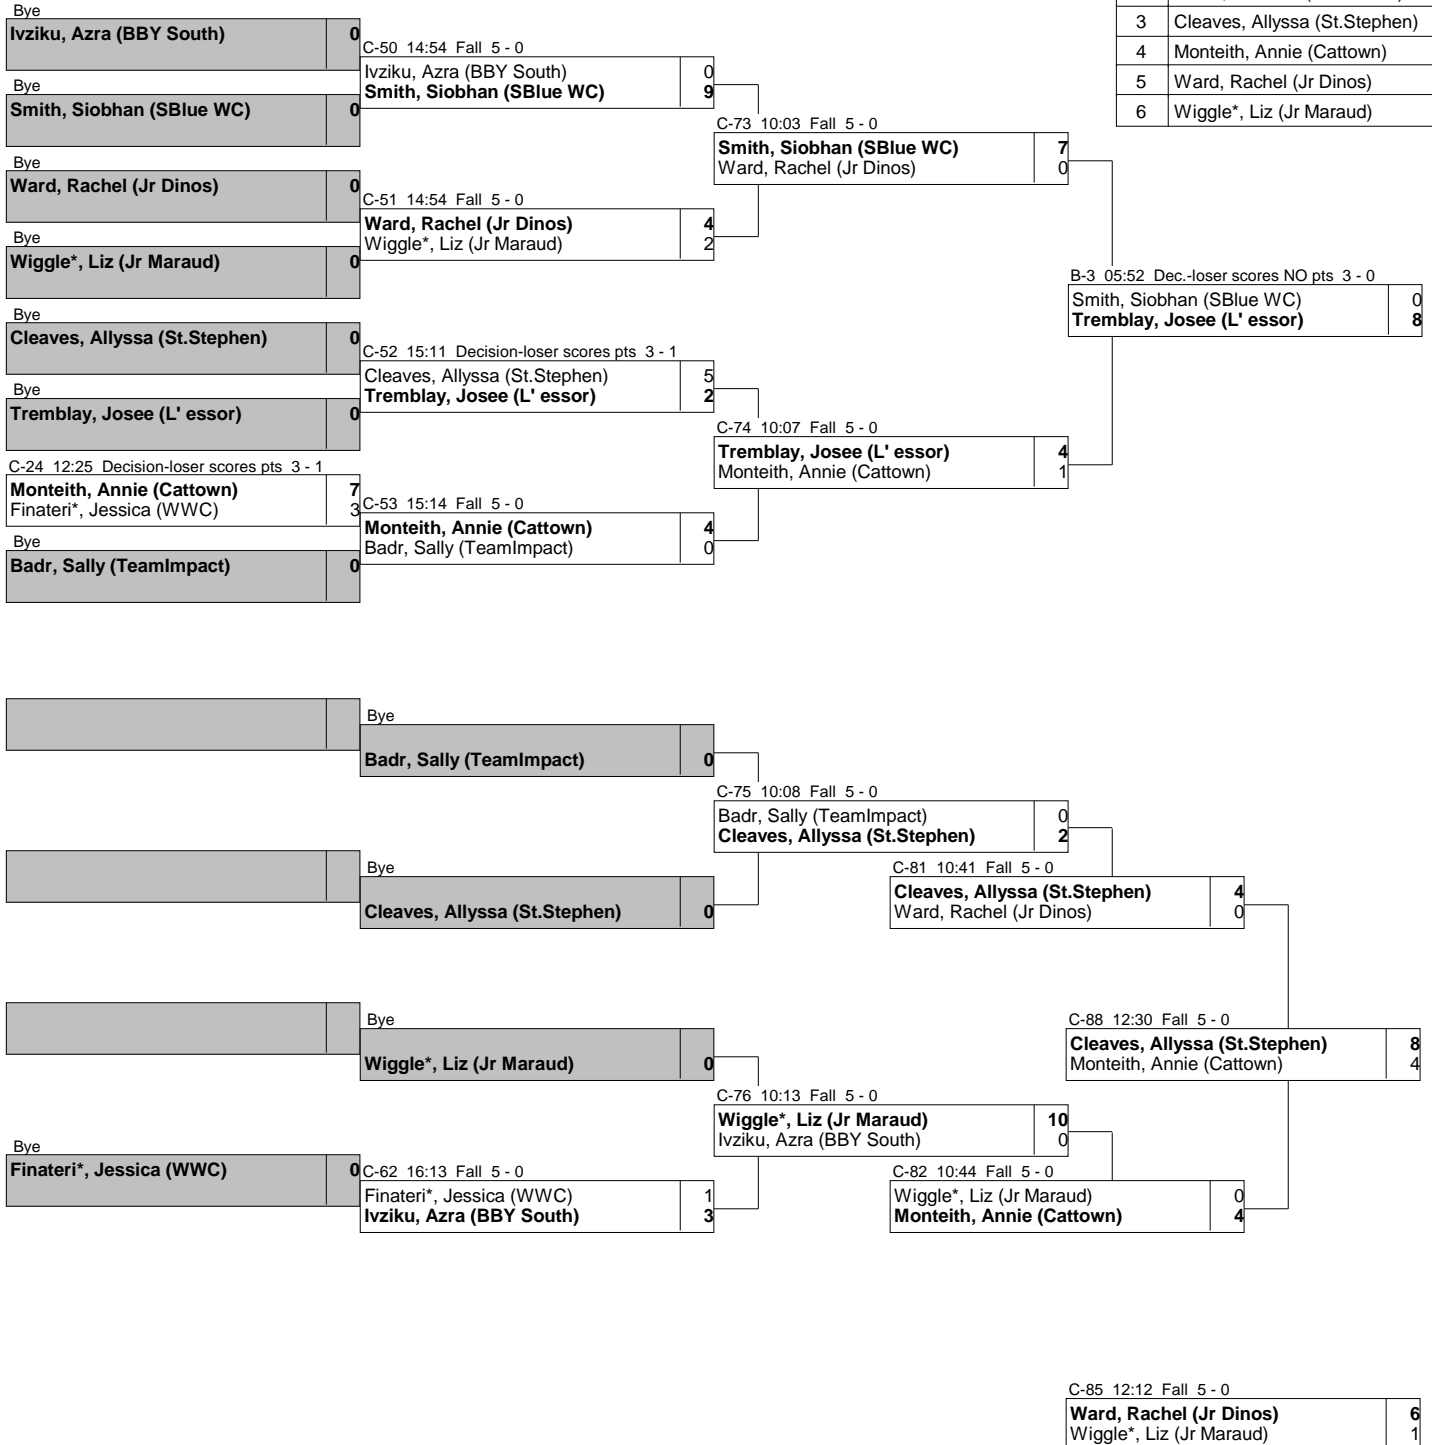 Bye
Ivziku, Azra (BBY South) 0
Bye
Smith, Siobhan (SBlue WC) 0
Bye
Ward, Rachel (Jr Dinos) 0
Bye
Wiggle*, Liz (Jr Maraud) 0
Bye
Cleaves, Allyssa (St.Stephen) 0
Bye
Tremblay, Josee (L' essor) 0
C-24 12:25 Decision-loser scores pts 3 - 1
Monteith, Annie (Cattown) 7
Finateri*, Jessica (WWC) 3
Bye
Badr, Sally (TeamImpact) 0
C-50 14:54 Fall 5 - 0
Ivziku, Azra (BBY South) 0
Smith, Siobhan (SBlue WC) 9
C-51 14:54 Fall 5 - 0
Ward, Rachel (Jr Dinos) 4
Wiggle*, Liz (Jr Maraud) 2
C-52 15:11 Decision-loser scores pts 3 - 1
Cleaves, Allyssa (St.Stephen) 5
Tremblay, Josee (L' essor) 2
C-53 15:14 Fall 5 - 0
Monteith, Annie (Cattown) 4
Badr, Sally (TeamImpact) 0
C-73 10:03 Fall 5 - 0
Smith, Siobhan (SBlue WC) 7
Ward, Rachel (Jr Dinos) 0
C-74 10:07 Fall 5 - 0
Tremblay, Josee (L' essor) 4
Monteith, Annie (Cattown) 1
3 Cleaves, Allyssa (St.Stephen)
4 Monteith, Annie (Cattown)
5 Ward, Rachel (Jr Dinos)
6 Wiggle*, Liz (Jr Maraud)
B-3 05:52 Dec.-loser scores NO pts 3 - 0
Smith, Siobhan (SBlue WC) 0
Tremblay, Josee (L' essor) 8
Bye
Finateri*, Jessica (WWC) 0
Bye
Badr, Sally (TeamImpact) 0
Bye
Cleaves, Allyssa (St.Stephen) 0
Bye
Wiggle*, Liz (Jr Maraud) 0
C-62 16:13 Fall 5 - 0
Finateri*, Jessica (WWC) 1
Ivziku, Azra (BBY South) 3
C-75 10:08 Fall 5 - 0
Badr, Sally (TeamImpact) 0
Cleaves, Allyssa (St.Stephen) 2
C-76 10:13 Fall 5 - 0
Wiggle*, Liz (Jr Maraud) 10
Ivziku, Azra (BBY South) 0
C-81 10:41 Fall 5 - 0
Cleaves, Allyssa (St.Stephen) 4
Ward, Rachel (Jr Dinos) 0
C-82 10:44 Fall 5 - 0
Wiggle*, Liz (Jr Maraud) 0
Monteith, Annie (Cattown) 4
C-88 12:30 Fall 5 - 0
Cleaves, Allyssa (St.Stephen) 8
Monteith, Annie (Cattown) 4
C-85 12:12 Fall 5 - 0
Ward, Rachel (Jr Dinos) 6
Wiggle*, Liz (Jr Maraud) 1